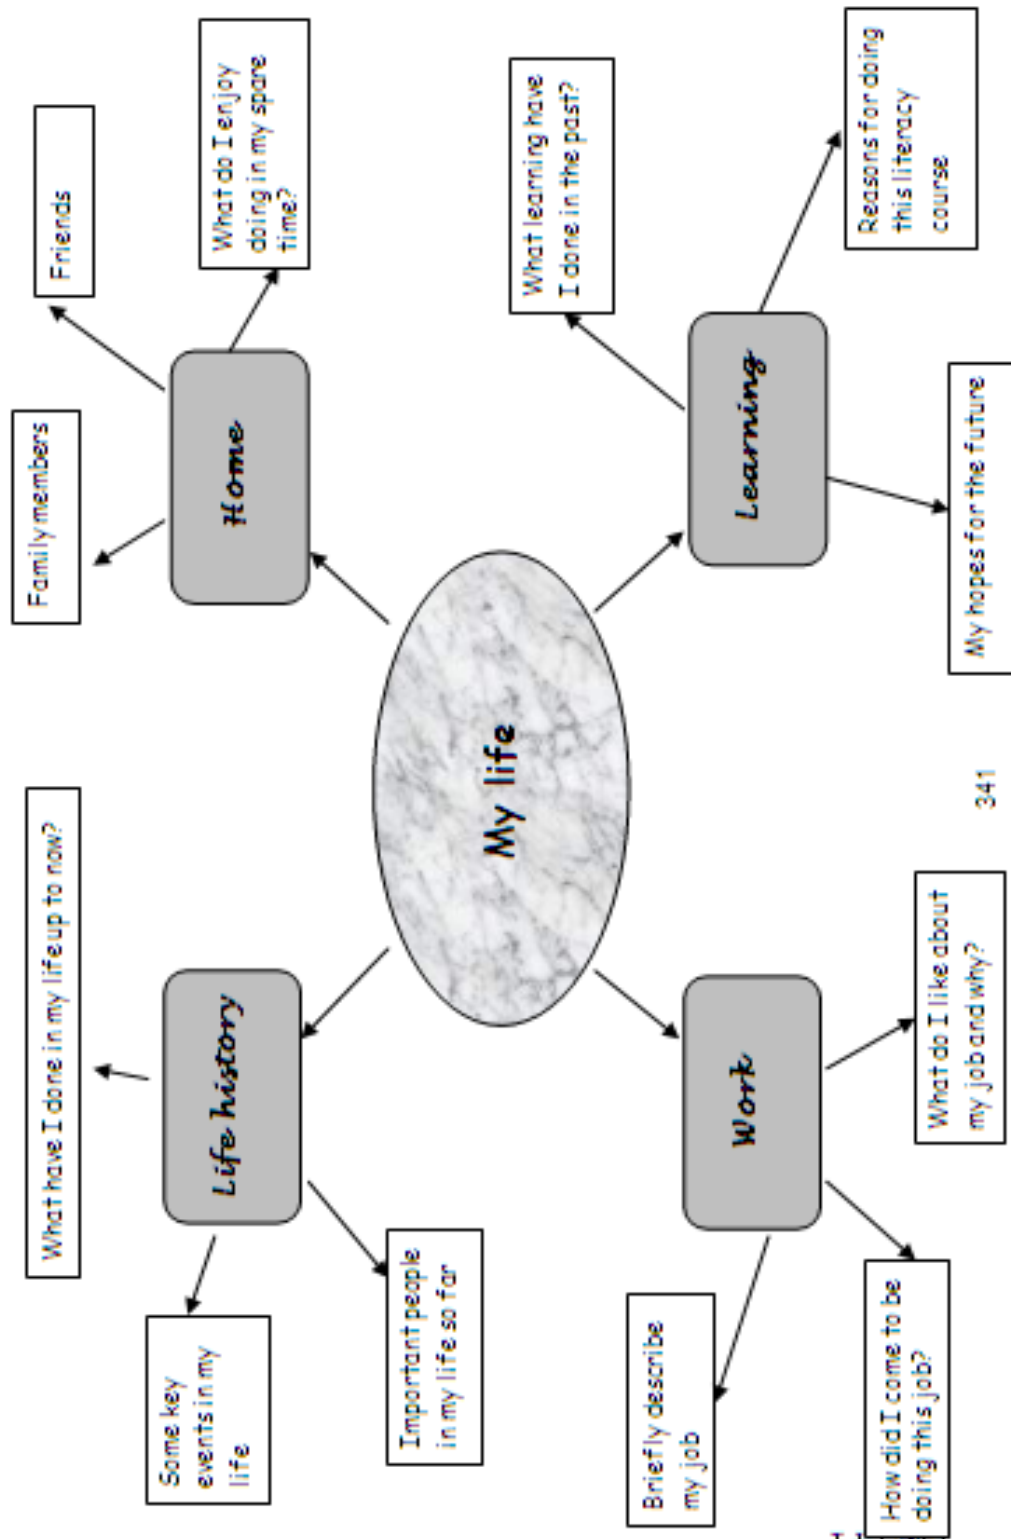 What have I done in my life up to now?
Some key
events in my
life
Life history
Important people
in my life so far
Family members
Friends
Home
What do I enjoy
doing in my spare
time?
My life
Briefly describe
my job
Work
How did I come to be
doing this job?
What do I like about
my job and why?
What learning have
I done in the past?
Learning
Reasons for doing
this literacy
course
My hopes for the future
341